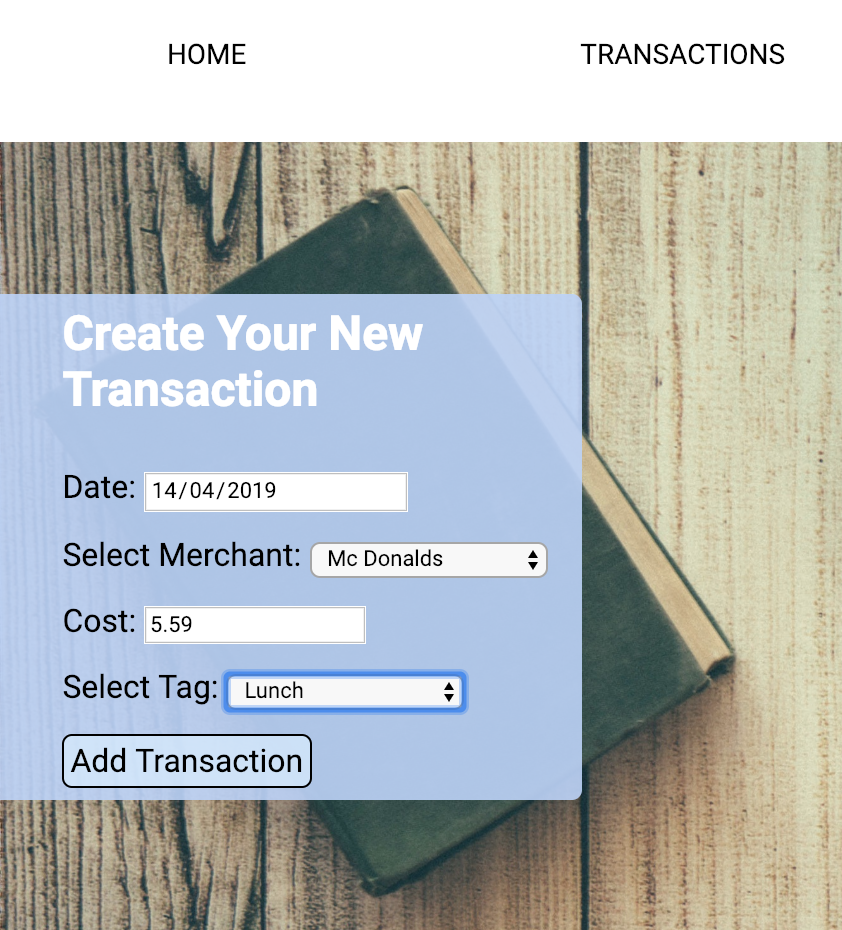 HOME TRANSACTIONS
Create Your New
Transaction
Date: 14/04/2019
Select Merchant: Mc Donalds
Cost: 5.59
Select Tag: Lunch
Add Transaction